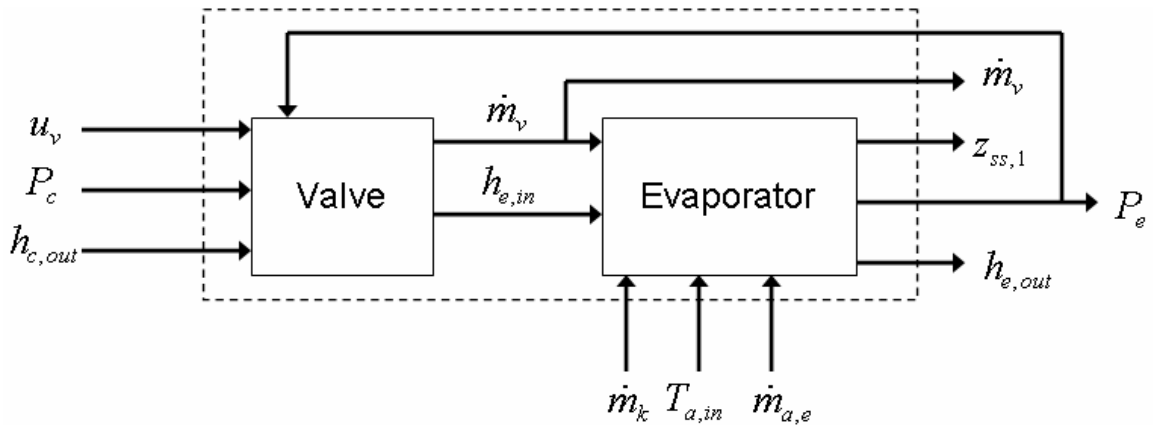 u_v
P_c
h_{c,out}
Valve
ṁ_v
h_{e,in}
Evaporator
ṁ_v
z_{ss,1}
P_e
h_{e,out}
ṁ_k
T_{a,in}
ṁ_{a,e}